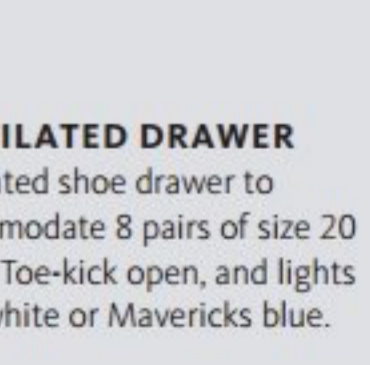 ILATED DRAWER
ted shoe drawer to
modate 8 pairs of size 20
Toe-kick open, and lights
hite or Mavericks blue.